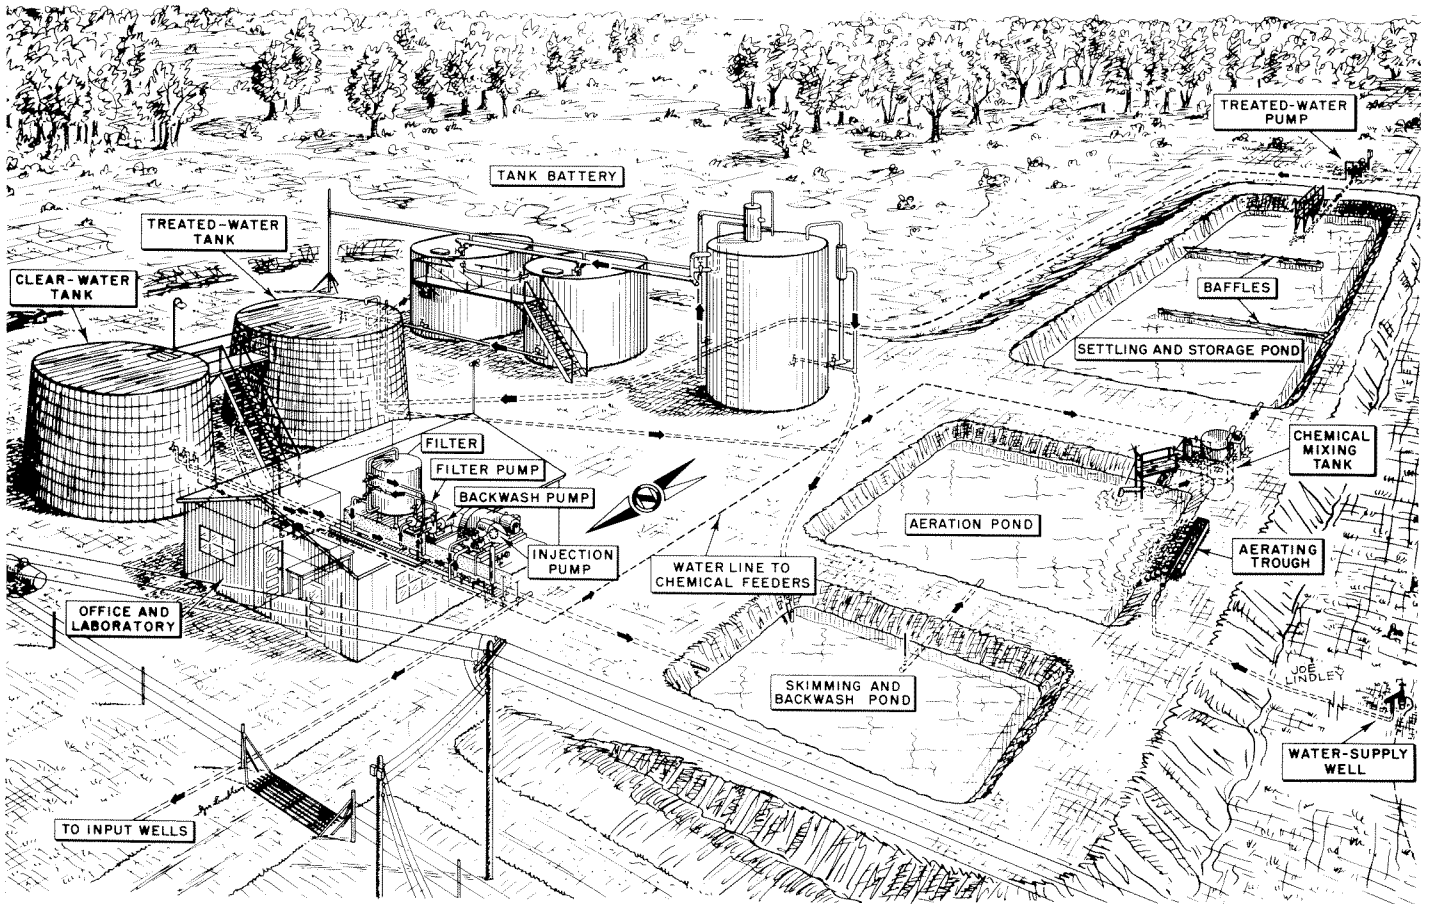 TREATED-WATER
PUMP
TANK BATTERY
TREATED-WATER
TANK
CLEAR-WATER
TANK
BAFFLES
SETTLING AND STORAGE POND
FILTER
FILTER PUMP
BACKWASH PUMP
CHEMICAL
MIXING
TANK
AERATION POND
INJECTION
PUMP
WATER LINE TO
CHEMICAL FEEDERS
AERATING
TROUGH
OFFICE AND
LABORATORY
JOE
LINDLEY
SKIMMING AND
BACKWASH POND
WATER-SUPPLY
WELL
TO INPUT WELLS